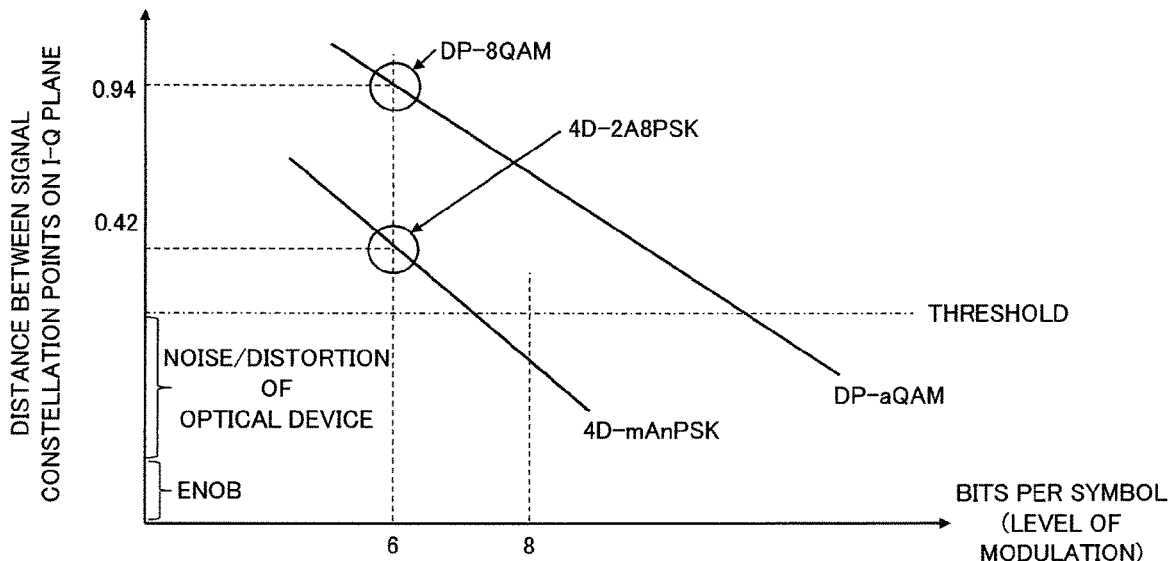 DISTANCE BETWEEN SIGNAL
CONSTELLATION POINTS ON I-Q PLANE
0.94
0.42
DP-8QAM
4D-2A8PSK
THRESHOLD
NOISE/DISTORTION
OF
OPTICAL DEVICE
DP-aQAM
4D-mAnPSK
ENOB
BITS PER SYMBOL
(LEVEL OF
MODULATION)
6
8